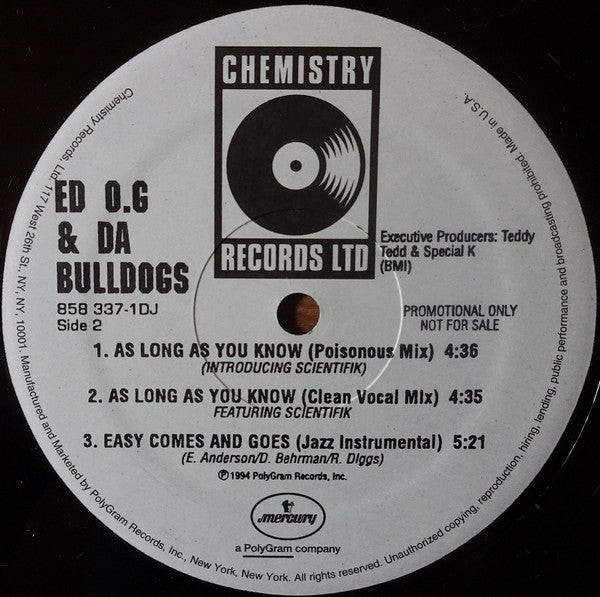 CHEMISTRY
RECORDS LTD
ED O.G
& DA
BULLDOGS
858 337-1DJ
Side 2
Executive Producers: Teddy
Tedd & Special K
(BMI)
PROMOTIONAL ONLY
NOT FOR SALE
1. AS LONG AS YOU KNOW (Poisonous Mix) 4:36
(INTRODUCING SCIENTIFIK)
2. AS LONG AS YOU KNOW (Clean Vocal Mix) 4:35
FEATURING SCIENTIFIK
3. EASY COMES AND GOES (Jazz Instrumental) 5:21
(E. Anderson/D. Behrman/R. Diggs)
℗1994 PolyGram Records, Inc.
mercury
a PolyGram company
Chemistry Records, Ltd. 117 West 26th St., NY, NY, 10001. Manufactured and Marketed by PolyGram Records, Inc., New York, New York. All rights reserved. Unauthorized copying, reproduction, hiring, lending, public performance and broadcasting prohibited. Made in U.S.A.